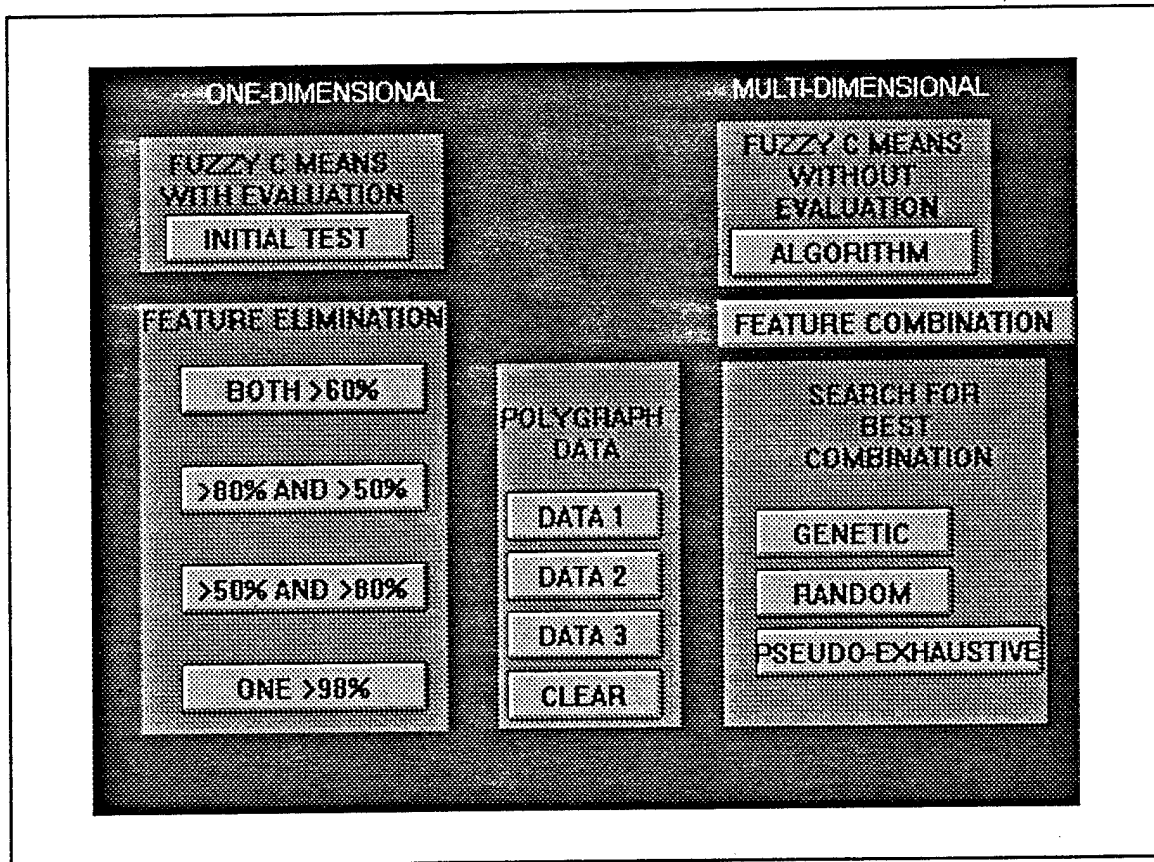 ONE-DIMENSIONAL
FUZZY C MEANS
WITH EVALUATION
INITIAL TEST
FEATURE ELIMINATION
BOTH >60%
>80% AND >50%
>50% AND >80%
ONE >98%
POLYGRAPH
DATA
DATA 1
DATA 2
DATA 3
CLEAR
MULTI-DIMENSIONAL
FUZZY C MEANS
WITHOUT
EVALUATION
ALGORITHM
FEATURE COMBINATION
SEARCH FOR
BEST
COMBINATION
GENETIC
RANDOM
PSEUDO-EXHAUSTIVE